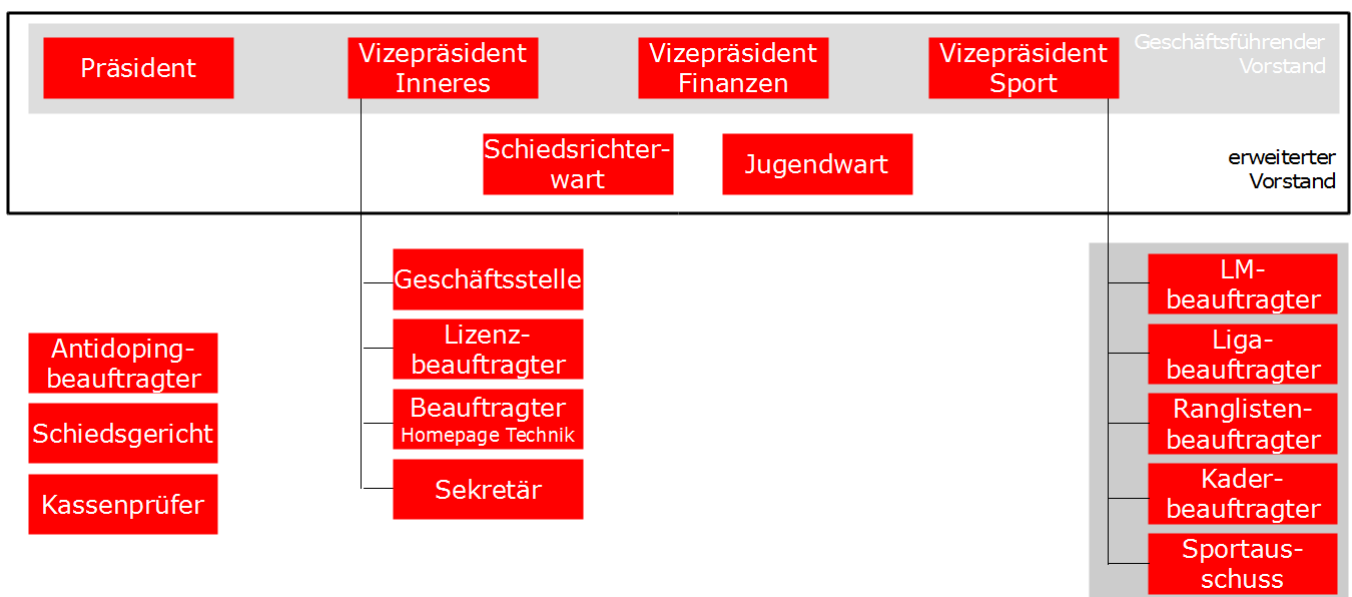 Präsident
Vizepräsident
Inneres
Vizepräsident
Finanzen
Vizepräsident
Sport
Geschäftsführender
Vorstand
Schiedsrichter-
wart
Jugendwart
erweiterter
Vorstand
Antidoping-
beauftragter
Schiedsgericht
Kassenprüfer
Geschäftsstelle
Lizenz-
beauftragter
Beauftragter
Homepage Technik
Sekretär
LM-
beauftragter
Liga-
beauftragter
Ranglisten-
beauftragter
Kader-
beauftragter
Sportaus-
schuss